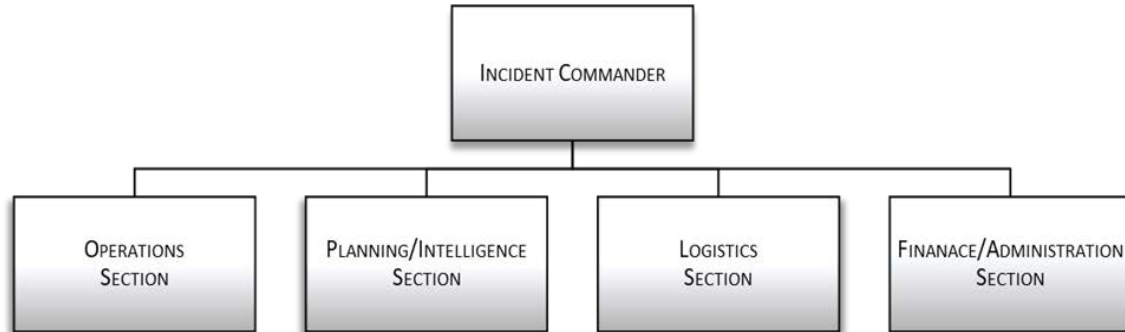 INCIDENT COMMANDER
OPERATIONS
SECTION
PLANNING/INTELLIGENCE
SECTION
LOGISTICS
SECTION
FINANACE/ADMINISTRATION
SECTION